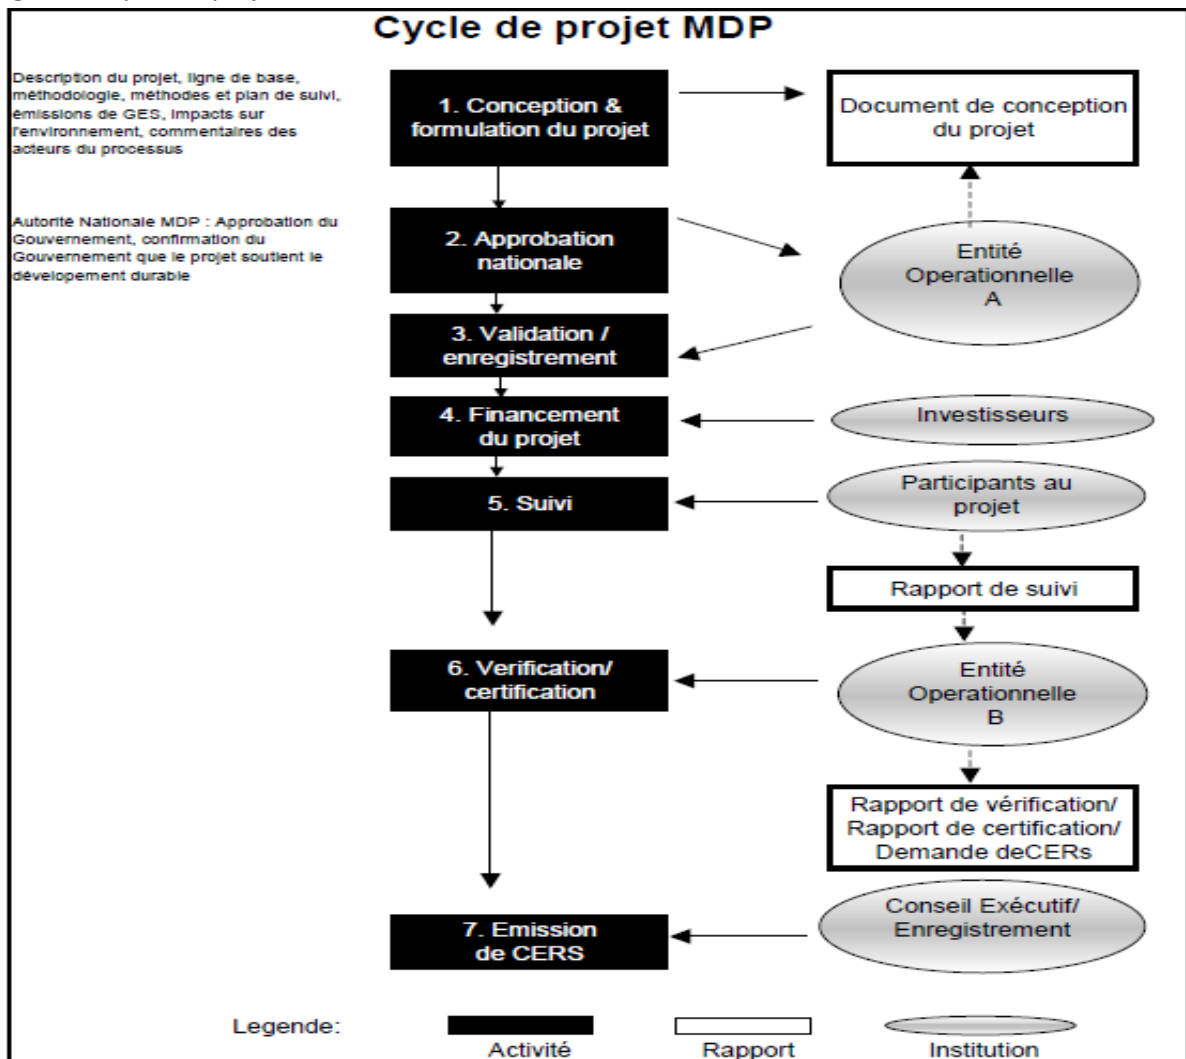 Cycle de projet MDP
Description du projet, ligne de base,
méthodologie, méthodes et plan de suivi,
émissions de GES, impacts sur
l'environnement, commentaires des
acteurs du processus
1. Conception &
formulation du projet
Document de conception
du projet
Autorité Nationale MDP : Approbation du
Gouvernement, confirmation du
Gouvernement que le projet soutient le
dévelopement durable
2. Approbation
nationale
Entité
Operationnelle
A
3. Validation /
enregistrement
4. Financement
du projet
Investisseurs
5. Suivi
Participants au
projet
Rapport de suivi
6. Verification/
certification
Entité
Operationnelle
B
Rapport de vérification/
Rapport de certification/
Demande deCERs
7. Emission
de CERS
Conseil Exécutif/
Enregistrement
Legende:
Activité
Rapport
Institution